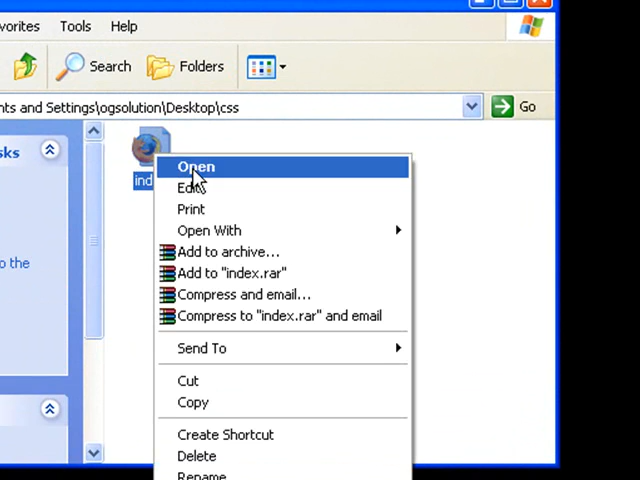 vorites Tools Help
Search Folders
nts and Settings\ogsolution\Desktop\css Go
sks
ind
Open
Edit
Print
Open With
Add to archive...
Add to "index.rar"
to the
Compress and email...
Compress to "index.rar" and email
Send To
Cut
Copy
Create Shortcut
Delete
Rename